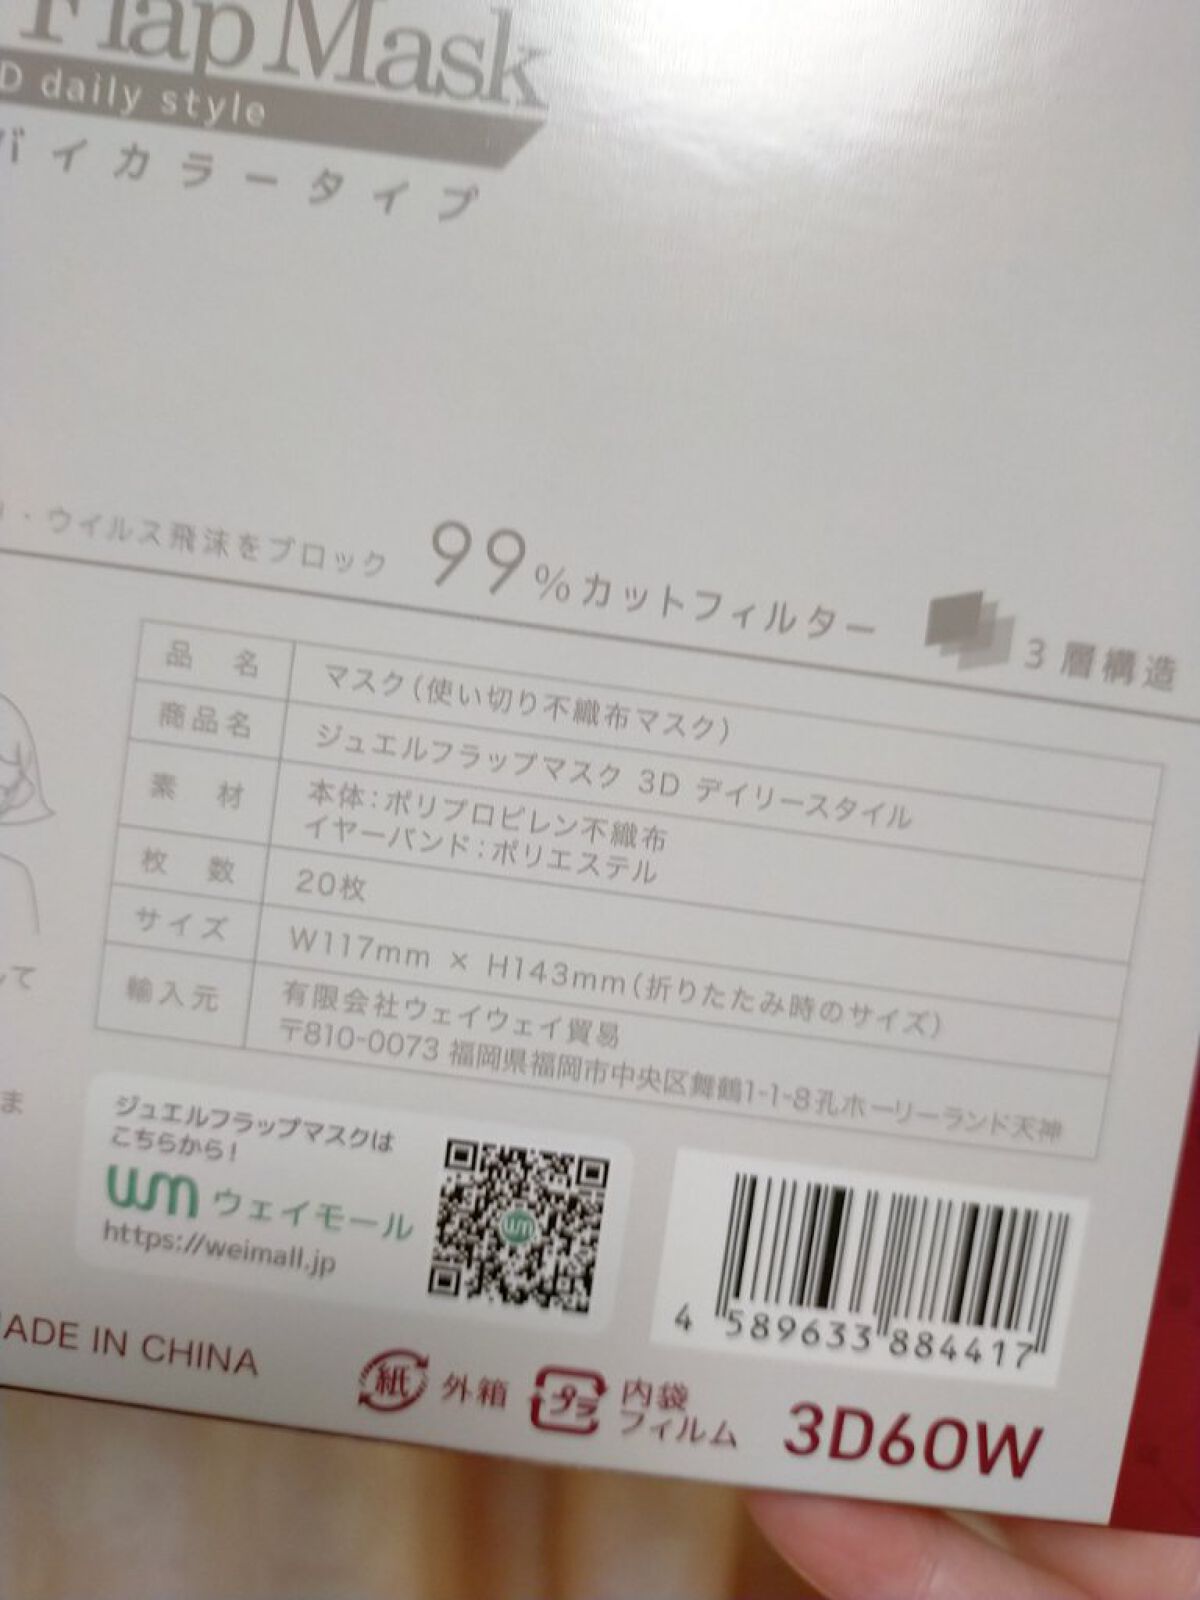 Flap Mask
D daily style
バイカラータイプ
・ウイルス飛沫をブロック 99%カットフィルター 3層構造
品名 マスク(使い切り不織布マスク)
商品名 ジュエルフラップマスク 3D デイリースタイル
素材 本体:ポリプロピレン不織布
イヤーバンド:ポリエステル
枚数 20枚
サイズ W117mm × H143mm(折りたたみ時のサイズ)
輸入元 有限会社ウェイウェイ貿易
〒810-0073 福岡県福岡市中央区舞鶴1-1-8孔ホーリーランド天神
して
ま
ジュエルフラップマスクは
こちらから!
wm ウェイモール
https://weimall.jp
wm
4 589633 884417
MADE IN CHINA
紙 外箱 プラ 内袋
フィルム
3D60W